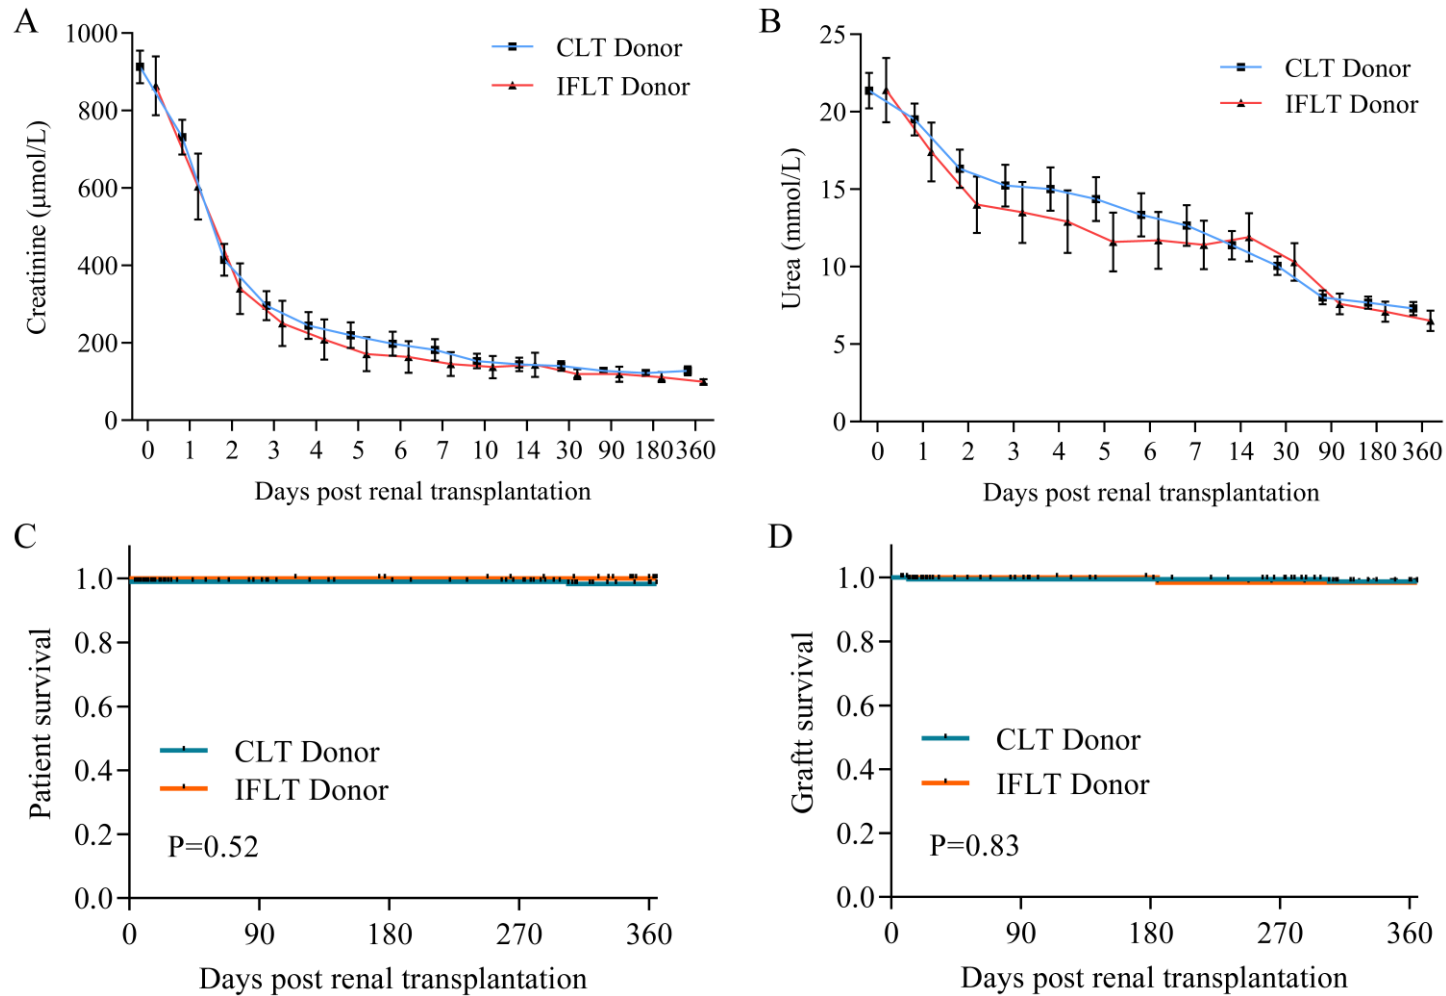 A
1000
800
600
400
200
0
Creatinine (μmol/L)
CLT Donor
IFLT Donor
0 1 2 3 4 5 6 7 10 14 30 90 180 360
Days post renal transplantation
B
25
20
15
10
5
0
Urea (mmol/L)
CLT Donor
IFLT Donor
0 1 2 3 4 5 6 7 14 30 90 180 360
Days post renal transplantation
C
1.0
0.8
0.6
0.4
0.2
0.0
Patient survival
CLT Donor
IFLT Donor
P=0.52
0 90 180 270 360
Days post renal transplantation
D
1.0
0.8
0.6
0.4
0.2
0.0
Graftt survival
CLT Donor
IFLT Donor
P=0.83
0 90 180 270 360
Days post renal transplantation